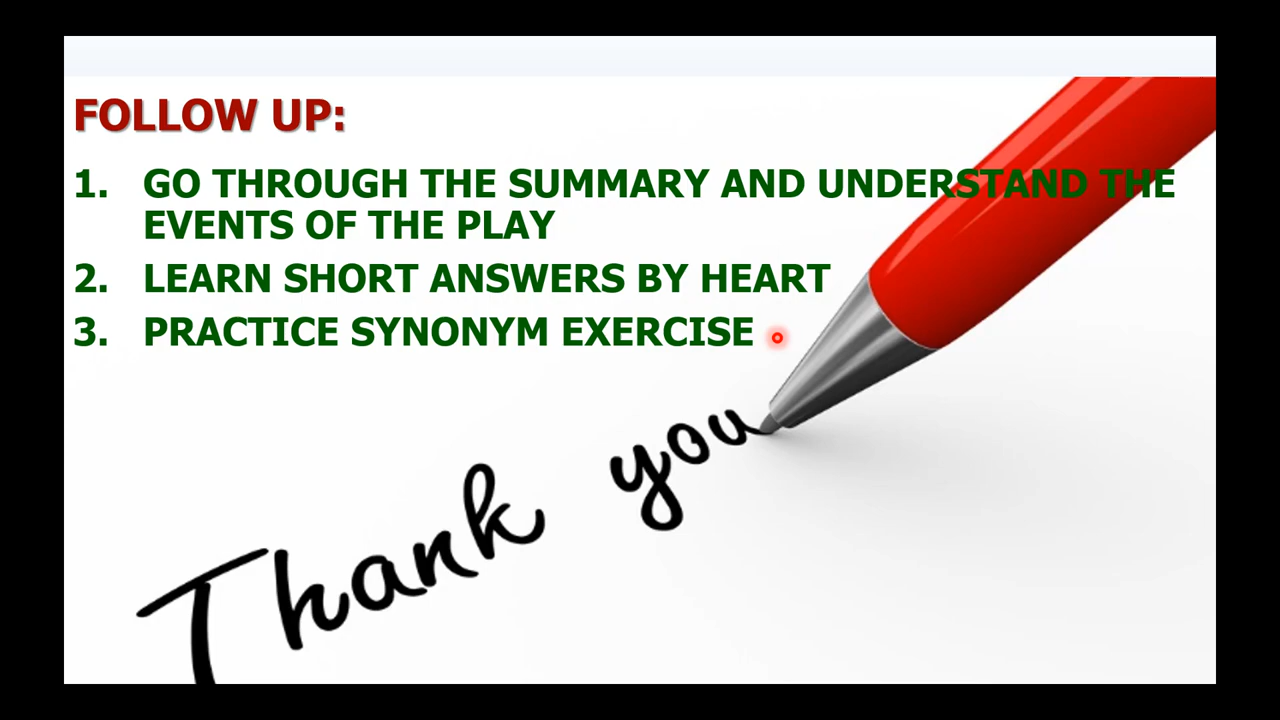 FOLLOW UP:
1. GO THROUGH THE SUMMARY AND UNDERSTAND THE
EVENTS OF THE PLAY
2. LEARN SHORT ANSWERS BY HEART
3. PRACTICE SYNONYM EXERCISE
Thank you